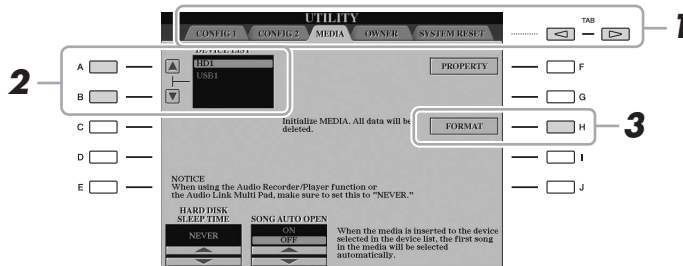 UTILITY
CONFIG 1 CONFIG 2 MEDIA OWNER SYSTEM RESET
TAB
1
DEVICE LIST
HD1
USB1
2
A
B
C
D
E
PROPERTY
F
G
Initialize MEDIA. All data will be
deleted.
FORMAT
H
3
I
J
NOTICE
When using the Audio Recorder/Player function or
the Audio Link Multi Pad, make sure to set this to "NEVER."
HARD DISK
SLEEP TIME
NEVER
SONG AUTO OPEN
ON
OFF
When the media is inserted to the device
selected in the device list, the first song
in the media will be selected
automatically.